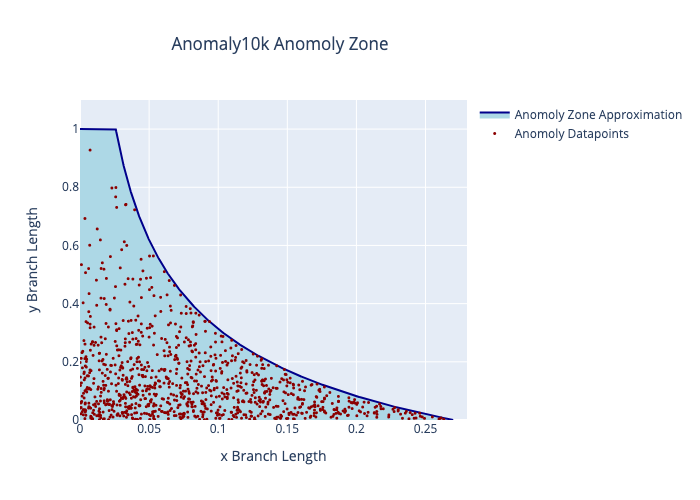 Anomaly10k Anomoly Zone
Anomoly Zone Approximation
Anomoly Datapoints
y Branch Length
1
0.8
0.6
0.4
0.2
0
0
0.05
0.1
0.15
0.2
0.25
x Branch Length